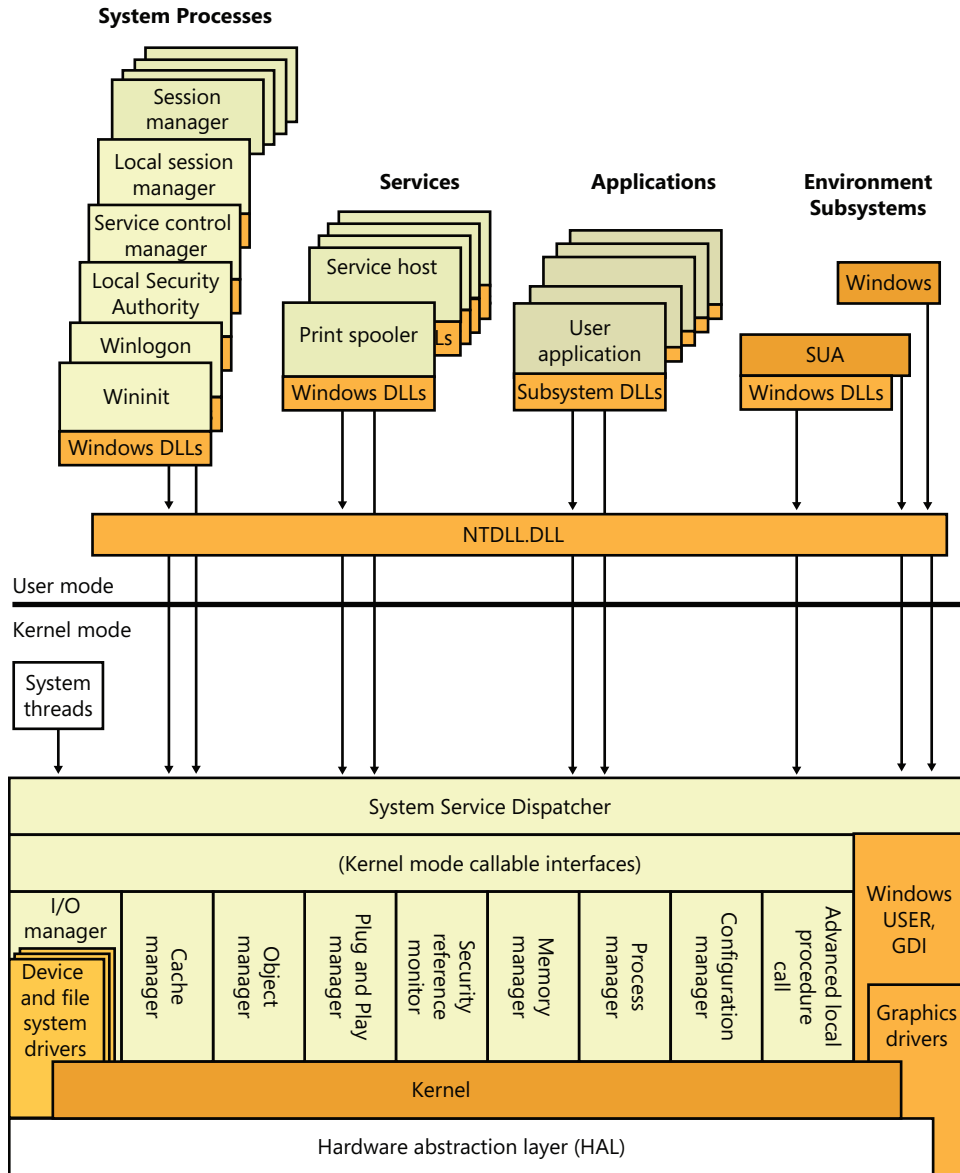 System Processes
Session
manager
Local session
manager
Service control
manager
Local Security
Authority
Winlogon
Wininit
Windows DLLs
Services
Service host
Print spooler
Windows DLLs
Applications
User
application
Subsystem DLLs
Environment
Subsystems
Windows
SUA
Windows DLLs
NTDLL.DLL
User mode
Kernel mode
System
threads
System Service Dispatcher
(Kernel mode callable interfaces)
I/O
manager
Device
and file
system
drivers
Cache
manager
Object
manager
Plug and Play
manager
Security
reference
monitor
Memory
manager
Process
manager
Configuration
manager
Advanced local
procedure
call
Windows
USER,
GDI
Graphics
drivers
Kernel
Hardware abstraction layer (HAL)